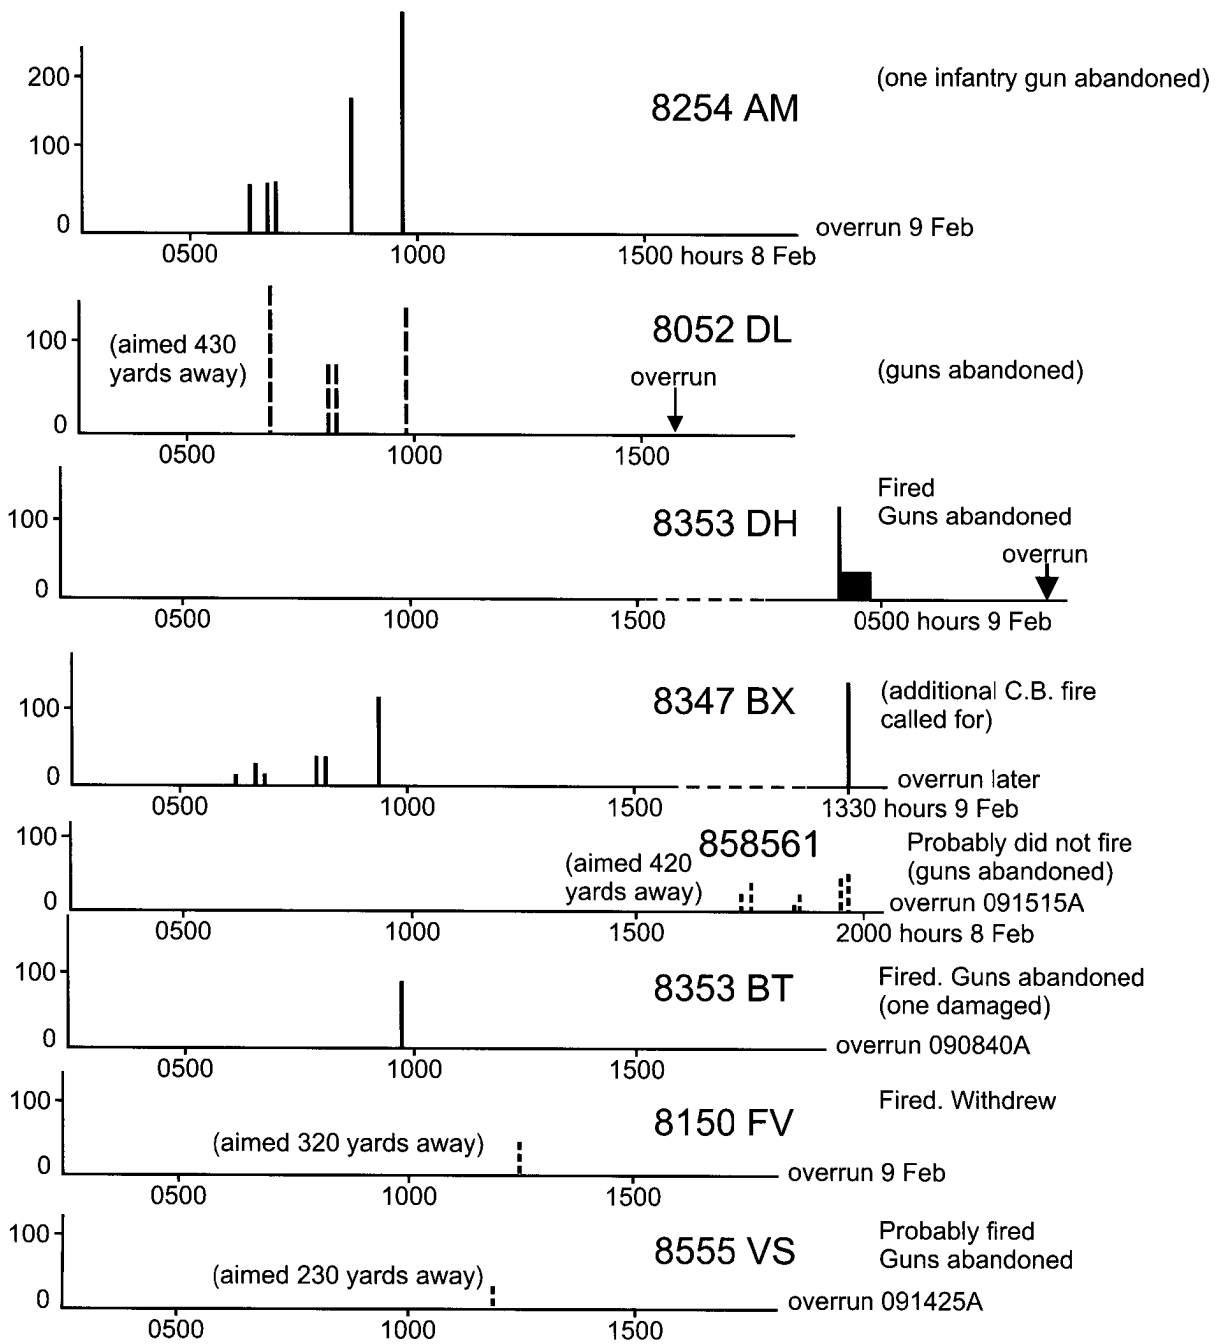 200
100
0
0500
1000
1500 hours 8 Feb
8254 AM
(one infantry gun abandoned)
overrun 9 Feb
100
0
(aimed 430
yards away)
0500
1000
1500
8052 DL
overrun
(guns abandoned)
100
0
0500
1000
1500
0500 hours 9 Feb
8353 DH
Fired
Guns abandoned
overrun
100
0
0500
1000
1500
1330 hours 9 Feb
8347 BX
(additional C.B. fire
called for)
overrun later
100
0
0500
1000
1500
2000 hours 8 Feb
(aimed 420
yards away)
858561
Probably did not fire
(guns abandoned)
overrun 091515A
100
0
0500
1000
1500
8353 BT
Fired. Guns abandoned
(one damaged)
overrun 090840A
100
0
(aimed 320 yards away)
0500
1000
1500
8150 FV
Fired. Withdrew
overrun 9 Feb
100
0
(aimed 230 yards away)
0500
1000
1500
8555 VS
Probably fired
Guns abandoned
overrun 091425A